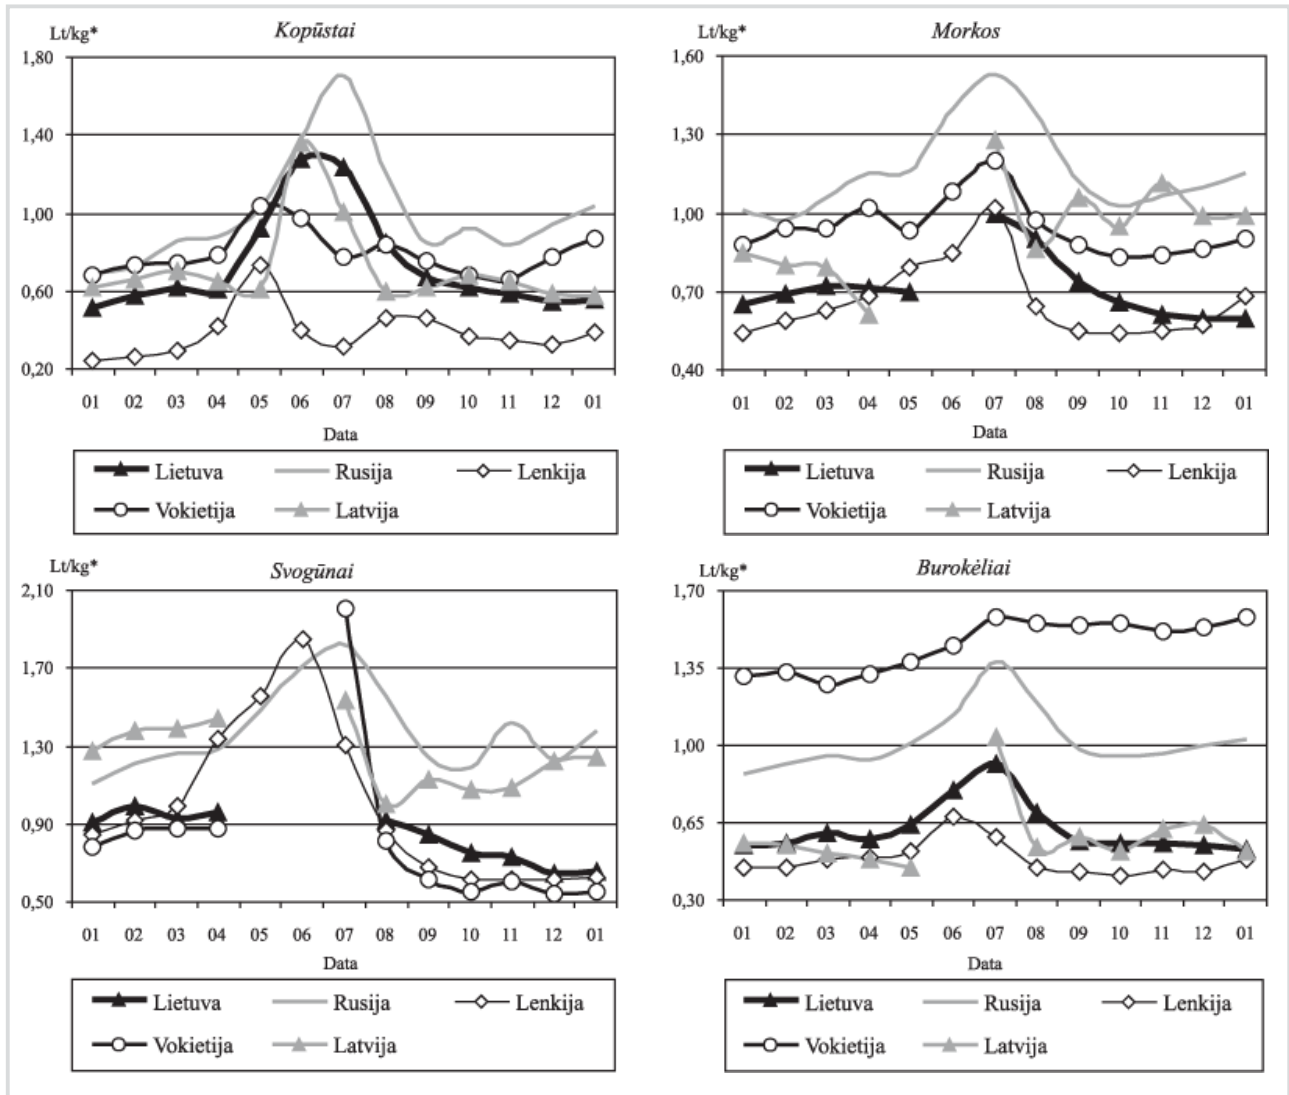 Lt/kg*
Kopūstai
1,80
1,40
1,00
0,60
0,20
01 02 03 04 05 06 07 08 09 10 11 12 01
Data
Lietuva Rusija Lenkija
Vokietija Latvija
Lt/kg*
Morkos
1,60
1,30
1,00
0,70
0,40
01 02 03 04 05 06 07 08 09 10 11 12 01
Data
Lietuva Rusija Lenkija
Vokietija Latvija
Lt/kg*
Svogūnai
2,10
1,70
1,30
0,90
0,50
01 02 03 04 05 06 07 08 09 10 11 12 01
Data
Lietuva Rusija Lenkija
Vokietija Latvija
Lt/kg*
Burokėliai
1,70
1,35
1,00
0,65
0,30
01 02 03 04 05 06 07 08 09 10 11 12 01
Data
Lietuva Rusija Lenkija
Vokietija Latvija